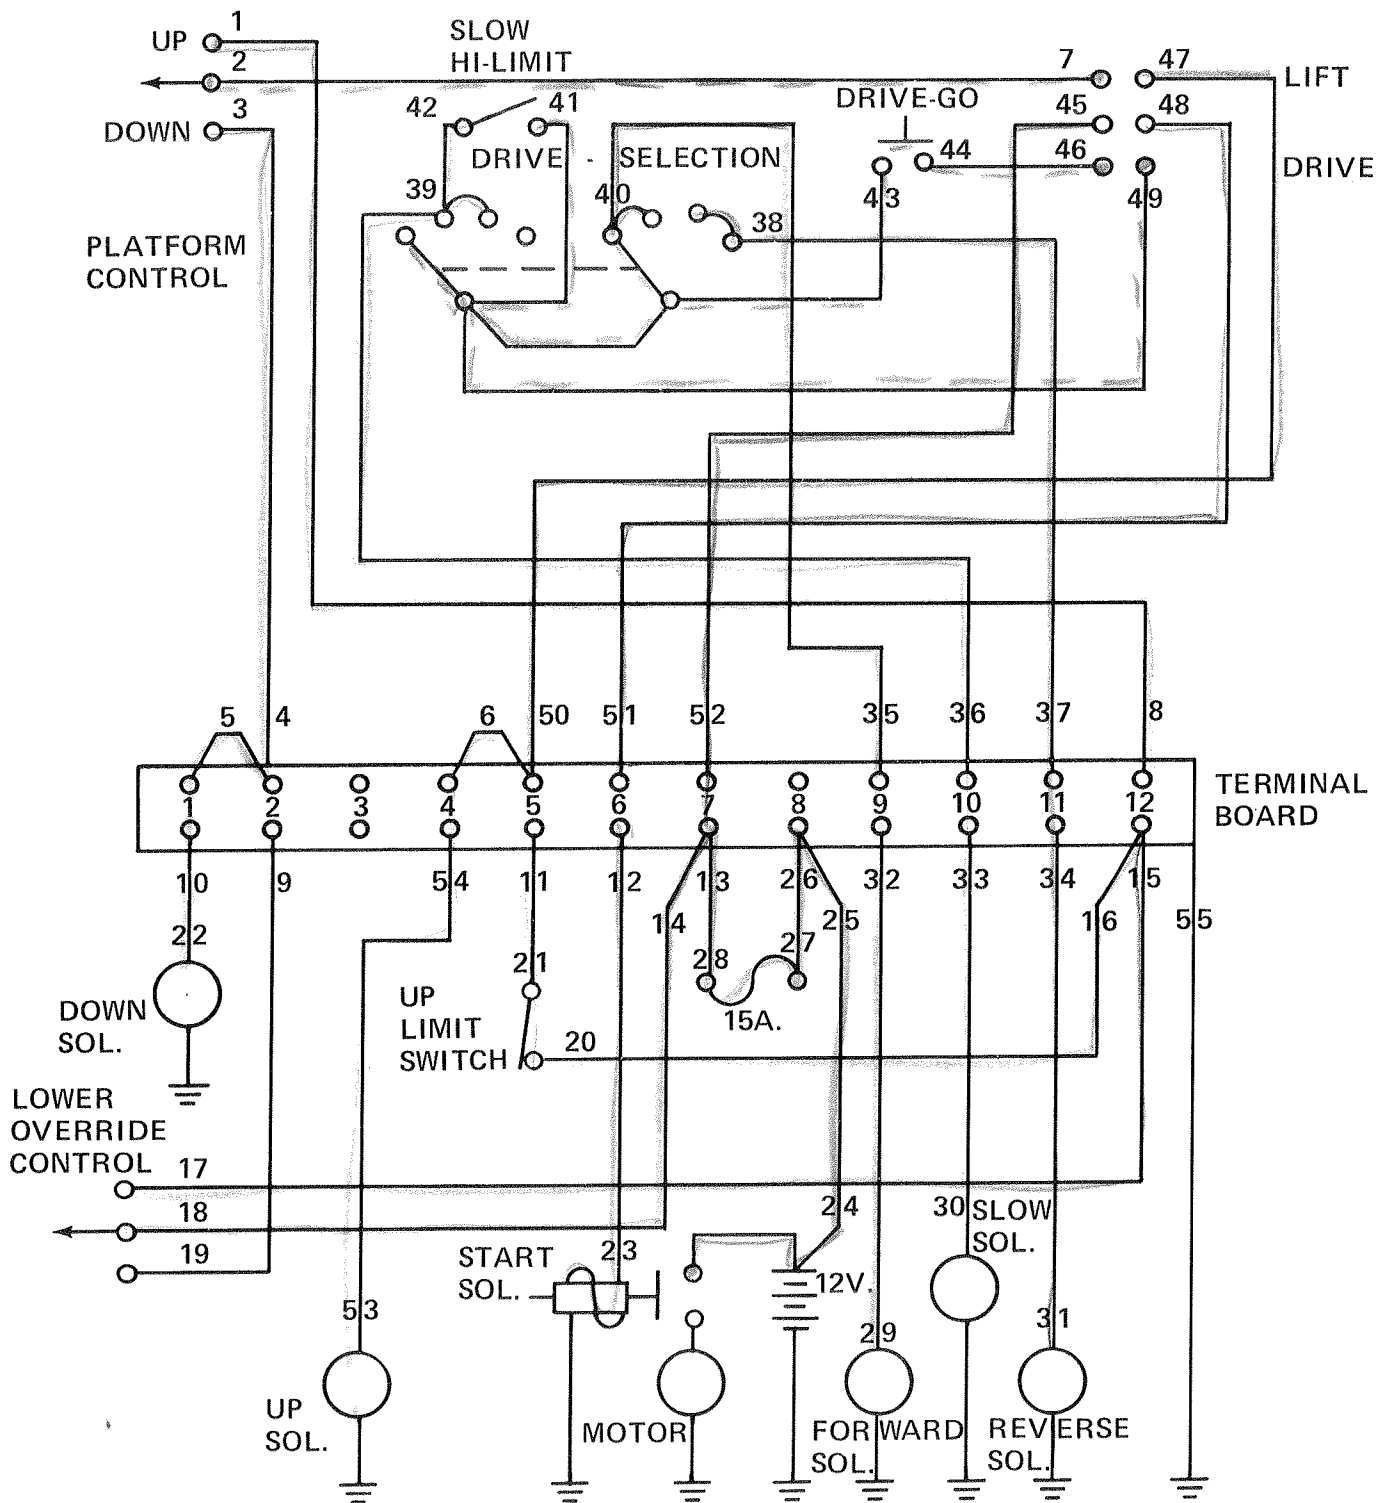 1
UP
2
3
DOWN
SLOW
HI-LIMIT
42
41
7
47
LIFT
DRIVE-GO
45
48
DRIVE - SELECTION
44
46
DRIVE
39
40
38
43
49
PLATFORM
CONTROL
5
4
6
50
51
52
35
36
37
8
1
2
3
4
5
6
7
8
9
10
11
12
TERMINAL
BOARD
10
9
54
11
12
13
26
32
33
34
15
14
25
16
55
22
21
28
27
DOWN
SOL.
UP
LIMIT
SWITCH
20
15A.
LOWER
OVERRIDE
CONTROL
17
18
19
24
30
SLOW
SOL.
START
SOL.
23
12V.
53
29
31
UP
SOL.
MOTOR
FORWARD
SOL.
REVERSE
SOL.